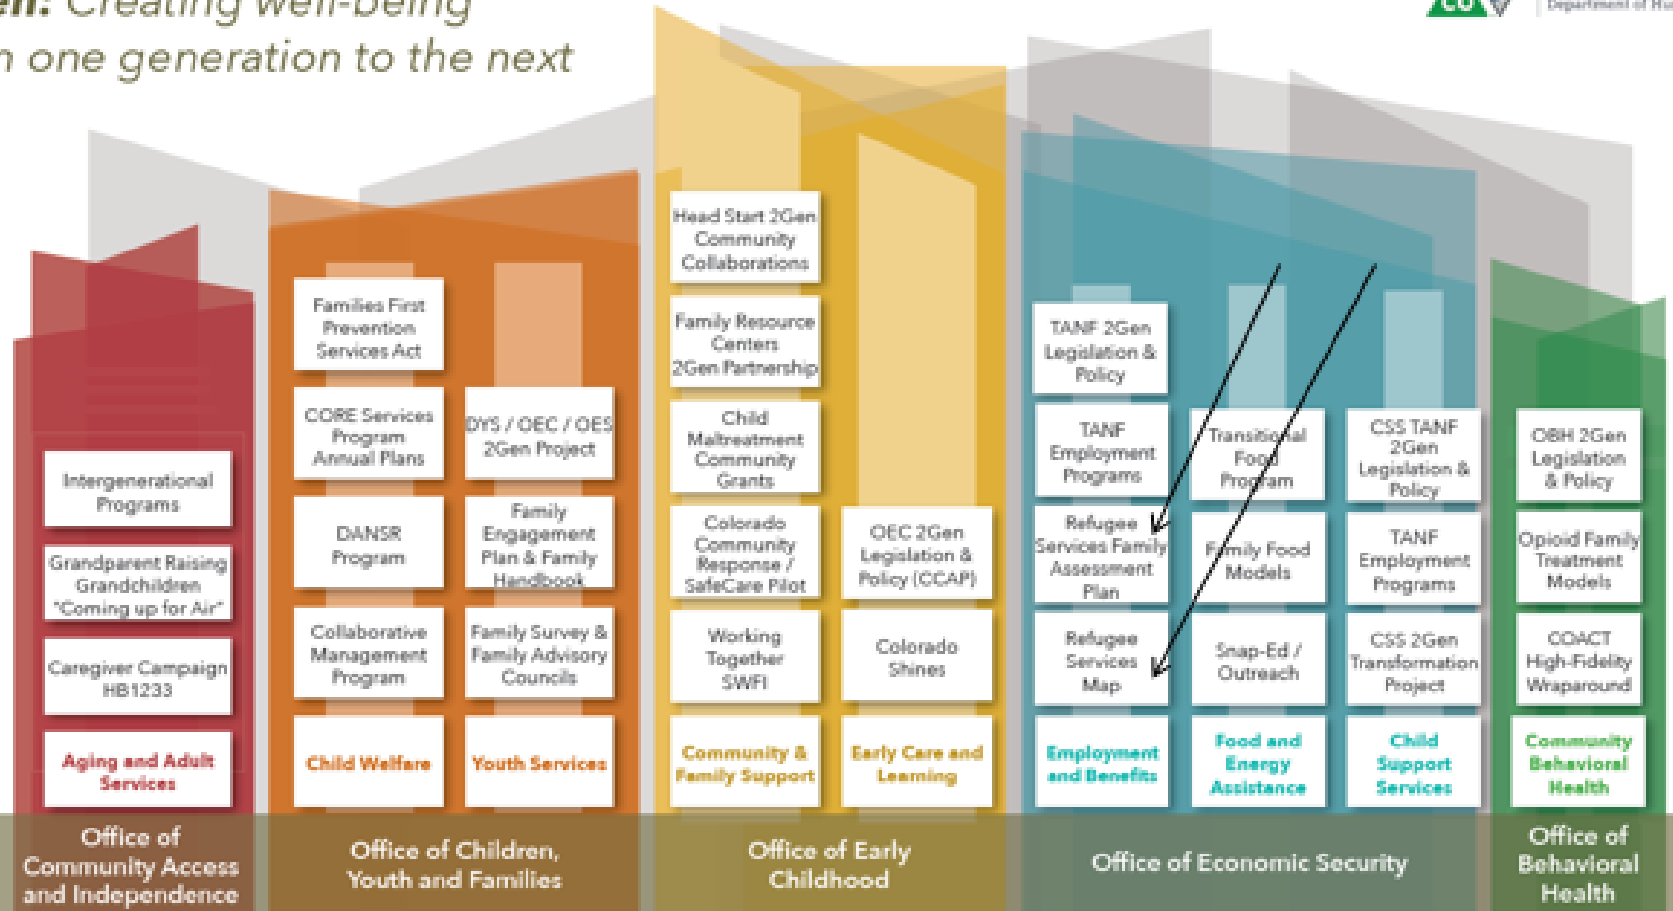 en: Creating well-being
n one generation to the next
CO
Department of Hu
Intergenerational
Programs
Grandparent Raising
Grandchildren
"Coming up for Air"
Caregiver Campaign
HB1233
Aging and Adult
Services
Office of
Community Access
and Independence
Families First
Prevention
Services Act
CORE Services
Program
Annual Plans
DANSR
Program
Collaborative
Management
Program
Child Welfare
DYS / OEC / OES
2Gen Project
Family
Engagement
Plan & Family
Handbook
Family Survey &
Family Advisory
Councils
Youth Services
Office of Children,
Youth and Families
Head Start 2Gen
Community
Collaborations
Family Resource
Centers
2Gen Partnership
Child
Maltreatment
Community
Grants
Colorado
Community
Response /
SafeCare Pilot
Working
Together
SWFI
Community &
Family Support
OEC 2Gen
Legislation &
Policy (CCAP)
Colorado
Shines
Early Care and
Learning
Office of Early
Childhood
TANF 2Gen
Legislation &
Policy
TANF
Employment
Programs
Refugee
Services Family
Assessment
Plan
Refugee
Services
Map
Employment
and Benefits
Transitional
Food
Program
Family Food
Models
Snap-Ed /
Outreach
Food and
Energy
Assistance
CSS TANF
2Gen
Legislation &
Policy
TANF
Employment
Programs
CSS 2Gen
Transformation
Project
Child
Support
Services
Office of Economic Security
OBH 2Gen
Legislation
& Policy
Opioid Family
Treatment
Models
COACT
High-Fidelity
Wraparound
Community
Behavioral
Health
Office of
Behavioral
Health